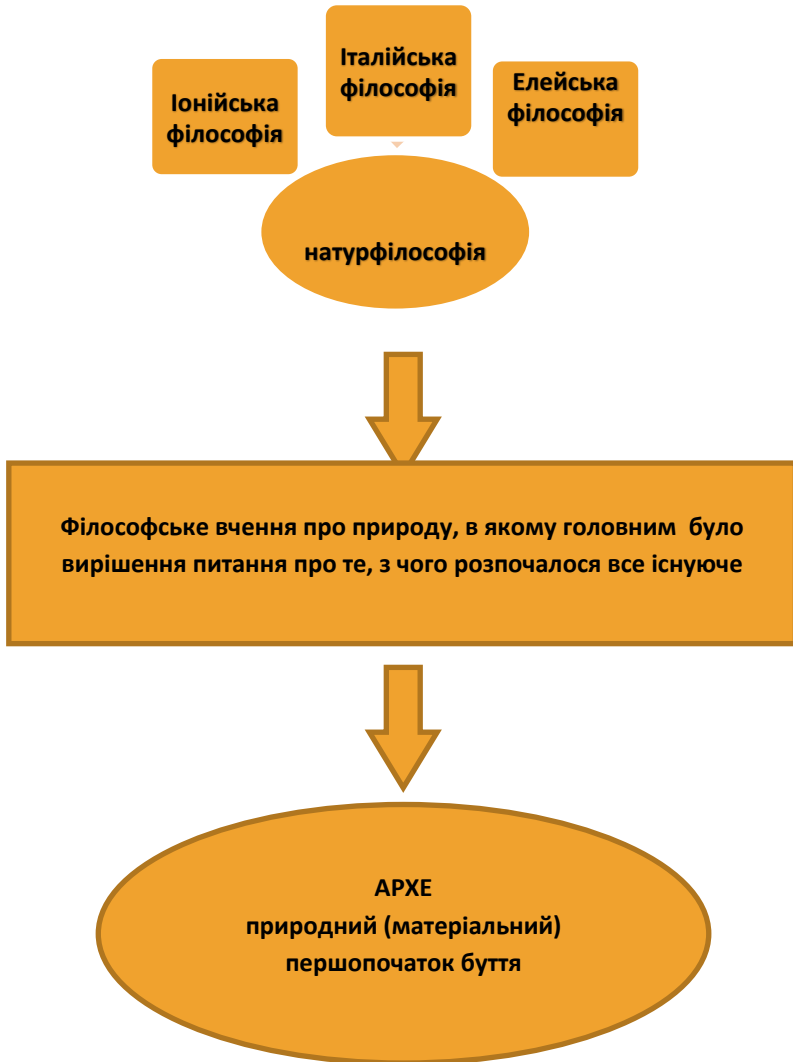 Іонійська
філософія
Італійська
філософія
Елейська
філософія
натурфілософія
Філософське вчення про природу, в якому головним було
вирішення питання про те, з чого розпочалося все існуюче
АРХЕ
природний (матеріальний)
першопочаток буття